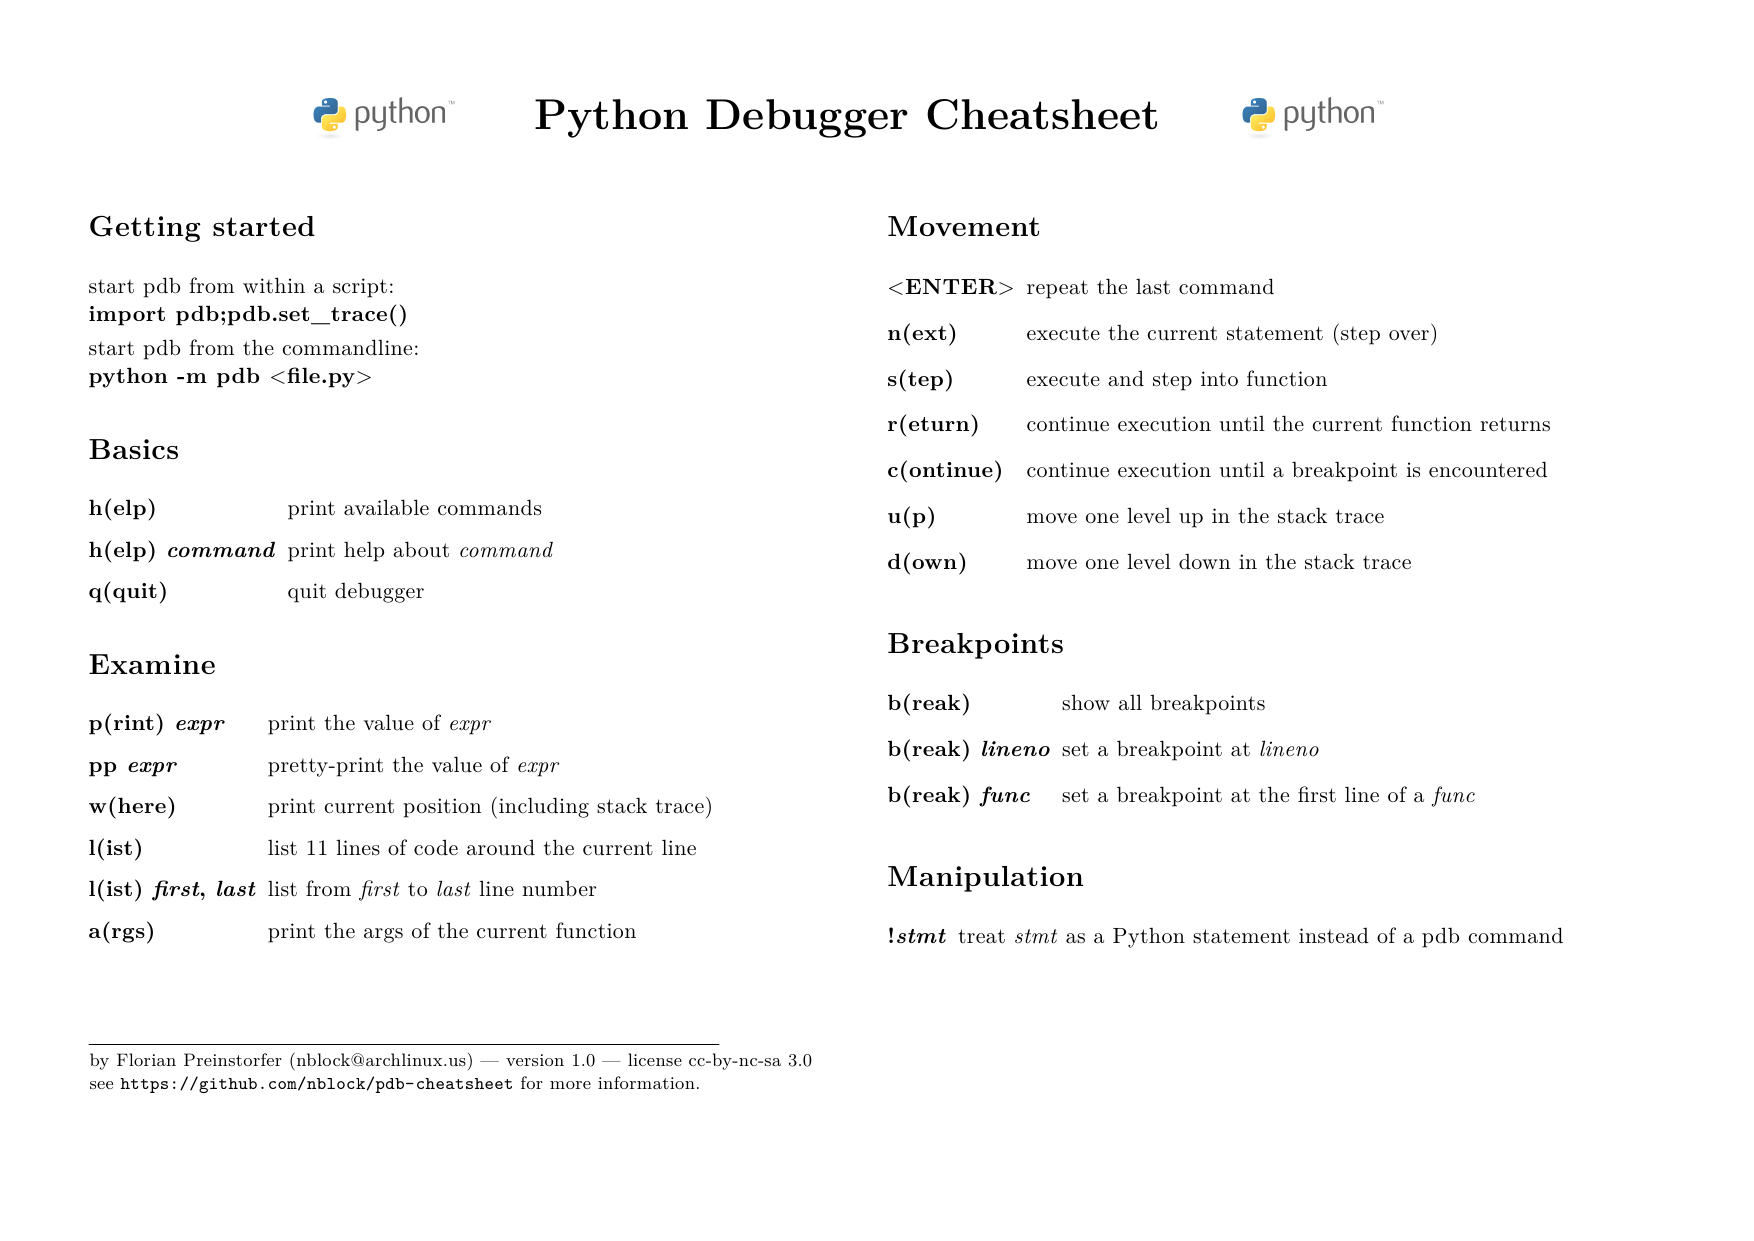 python™
Python Debugger Cheatsheet
python™
Getting started
start pdb from within a script:
import pdb;pdb.set_trace()
start pdb from the commandline:
python -m pdb <file.py>
Basics
h(elp) print available commands
h(elp) command print help about command
q(quit) quit debugger
Examine
p(rint) expr print the value of expr
pp expr pretty-print the value of expr
w(here) print current position (including stack trace)
l(ist) list 11 lines of code around the current line
l(ist) first, last list from first to last line number
a(rgs) print the args of the current function
Movement
<ENTER> repeat the last command
n(ext) execute the current statement (step over)
s(tep) execute and step into function
r(eturn) continue execution until the current function returns
c(ontinue) continue execution until a breakpoint is encountered
u(p) move one level up in the stack trace
d(own) move one level down in the stack trace
Breakpoints
b(reak) show all breakpoints
b(reak) lineno set a breakpoint at lineno
b(reak) func set a breakpoint at the first line of a func
Manipulation
!stmt treat stmt as a Python statement instead of a pdb command
by Florian Preinstorfer (nblock@archlinux.us) — version 1.0 — license cc-by-nc-sa 3.0
see https://github.com/nblock/pdb-cheatsheet for more information.